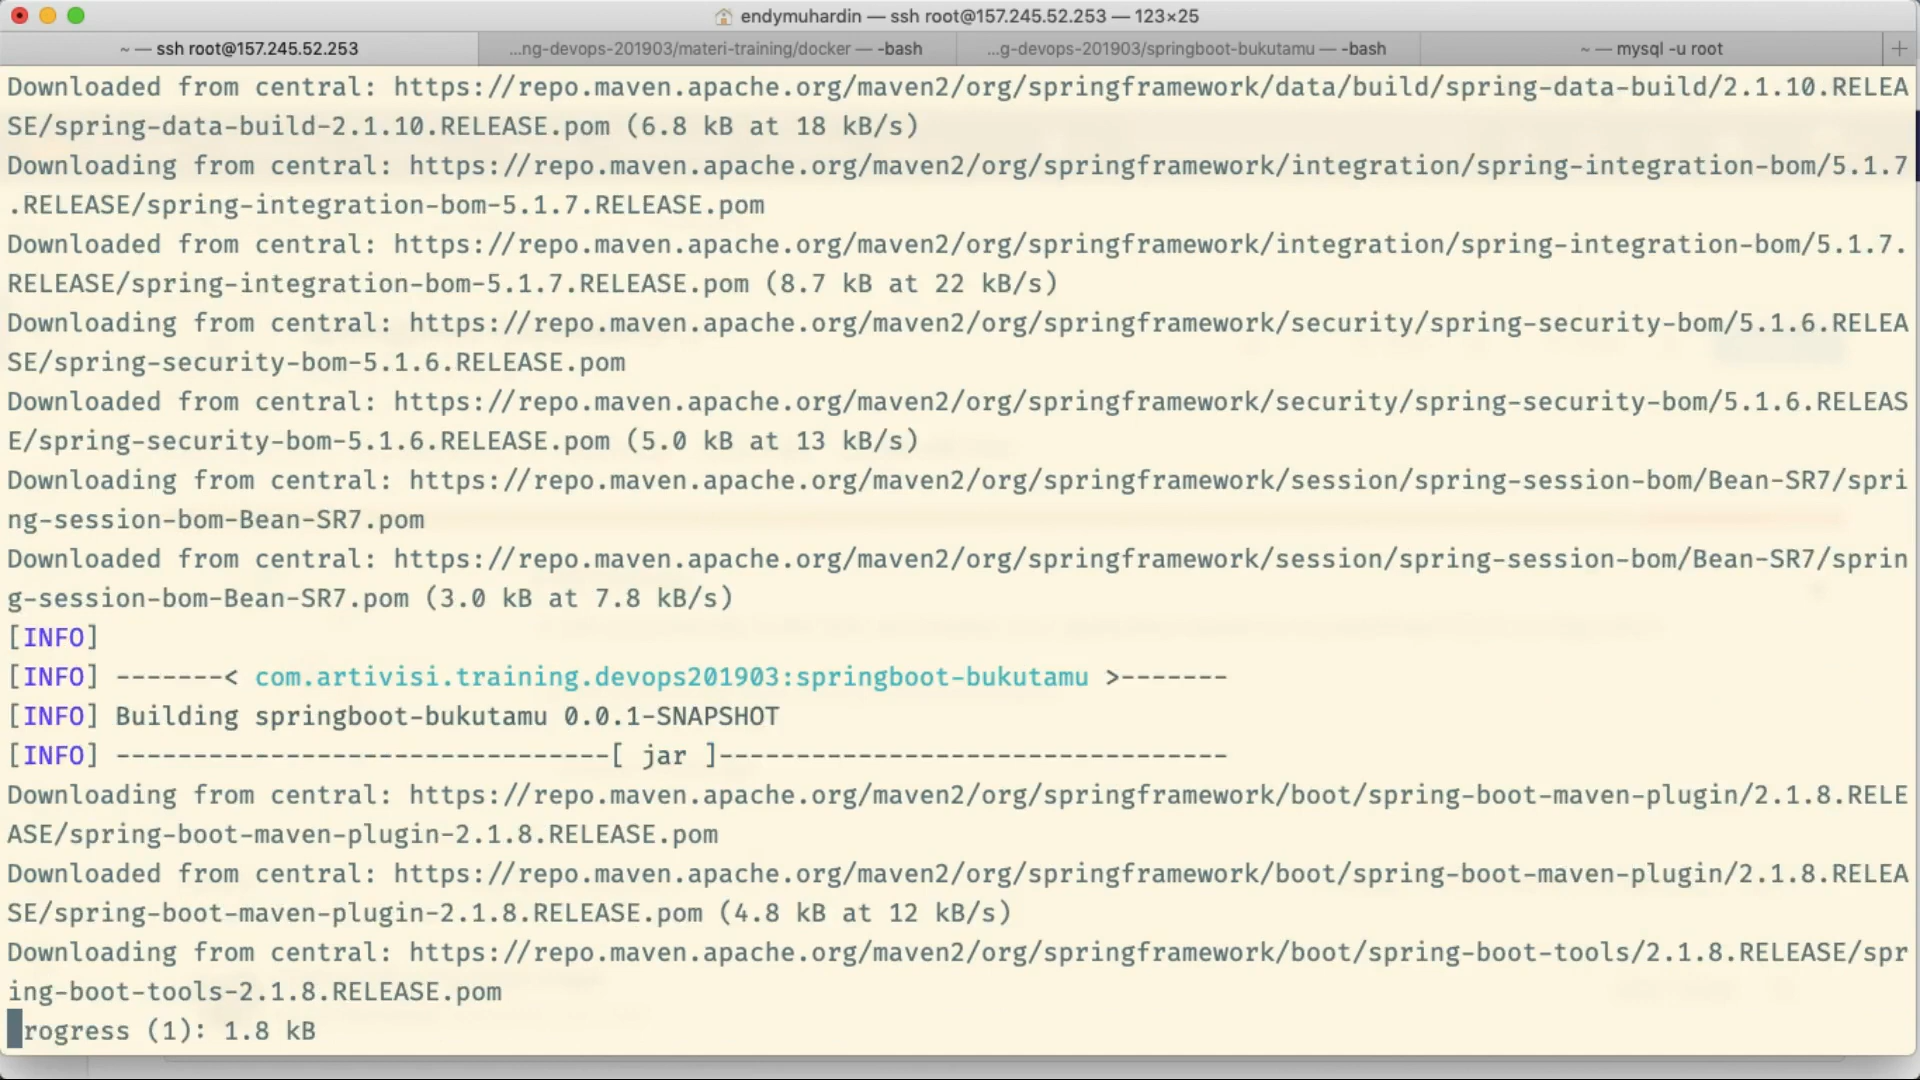 endymuhardin — ssh root@157.245.52.253 — 123×25
~ — ssh root@157.245.52.253
...ng-devops-201903/materi-training/docker — -bash
...g-devops-201903/springboot-bukutamu — -bash
~ — mysql -u root
Downloaded from central: https://repo.maven.apache.org/maven2/org/springframework/data/build/spring-data-build/2.1.10.RELEA
SE/spring-data-build-2.1.10.RELEASE.pom (6.8 kB at 18 kB/s)
Downloading from central: https://repo.maven.apache.org/maven2/org/springframework/integration/spring-integration-bom/5.1.7
.RELEASE/spring-integration-bom-5.1.7.RELEASE.pom
Downloaded from central: https://repo.maven.apache.org/maven2/org/springframework/integration/spring-integration-bom/5.1.7.
RELEASE/spring-integration-bom-5.1.7.RELEASE.pom (8.7 kB at 22 kB/s)
Downloading from central: https://repo.maven.apache.org/maven2/org/springframework/security/spring-security-bom/5.1.6.RELEA
SE/spring-security-bom-5.1.6.RELEASE.pom
Downloaded from central: https://repo.maven.apache.org/maven2/org/springframework/security/spring-security-bom/5.1.6.RELEAS
E/spring-security-bom-5.1.6.RELEASE.pom (5.0 kB at 13 kB/s)
Downloading from central: https://repo.maven.apache.org/maven2/org/springframework/session/spring-session-bom/Bean-SR7/spri
ng-session-bom-Bean-SR7.pom
Downloaded from central: https://repo.maven.apache.org/maven2/org/springframework/session/spring-session-bom/Bean-SR7/sprin
g-session-bom-Bean-SR7.pom (3.0 kB at 7.8 kB/s)
[INFO]
[INFO] -------< com.artivisi.training.devops201903:springboot-bukutamu >-------
[INFO] Building springboot-bukutamu 0.0.1-SNAPSHOT
[INFO] --------------------------------[ jar ]---------------------------------
Downloading from central: https://repo.maven.apache.org/maven2/org/springframework/boot/spring-boot-maven-plugin/2.1.8.RELE
ASE/spring-boot-maven-plugin-2.1.8.RELEASE.pom
Downloaded from central: https://repo.maven.apache.org/maven2/org/springframework/boot/spring-boot-maven-plugin/2.1.8.RELEA
SE/spring-boot-maven-plugin-2.1.8.RELEASE.pom (4.8 kB at 12 kB/s)
Downloading from central: https://repo.maven.apache.org/maven2/org/springframework/boot/spring-boot-tools/2.1.8.RELEASE/spr
ing-boot-tools-2.1.8.RELEASE.pom
rogress (1): 1.8 kB